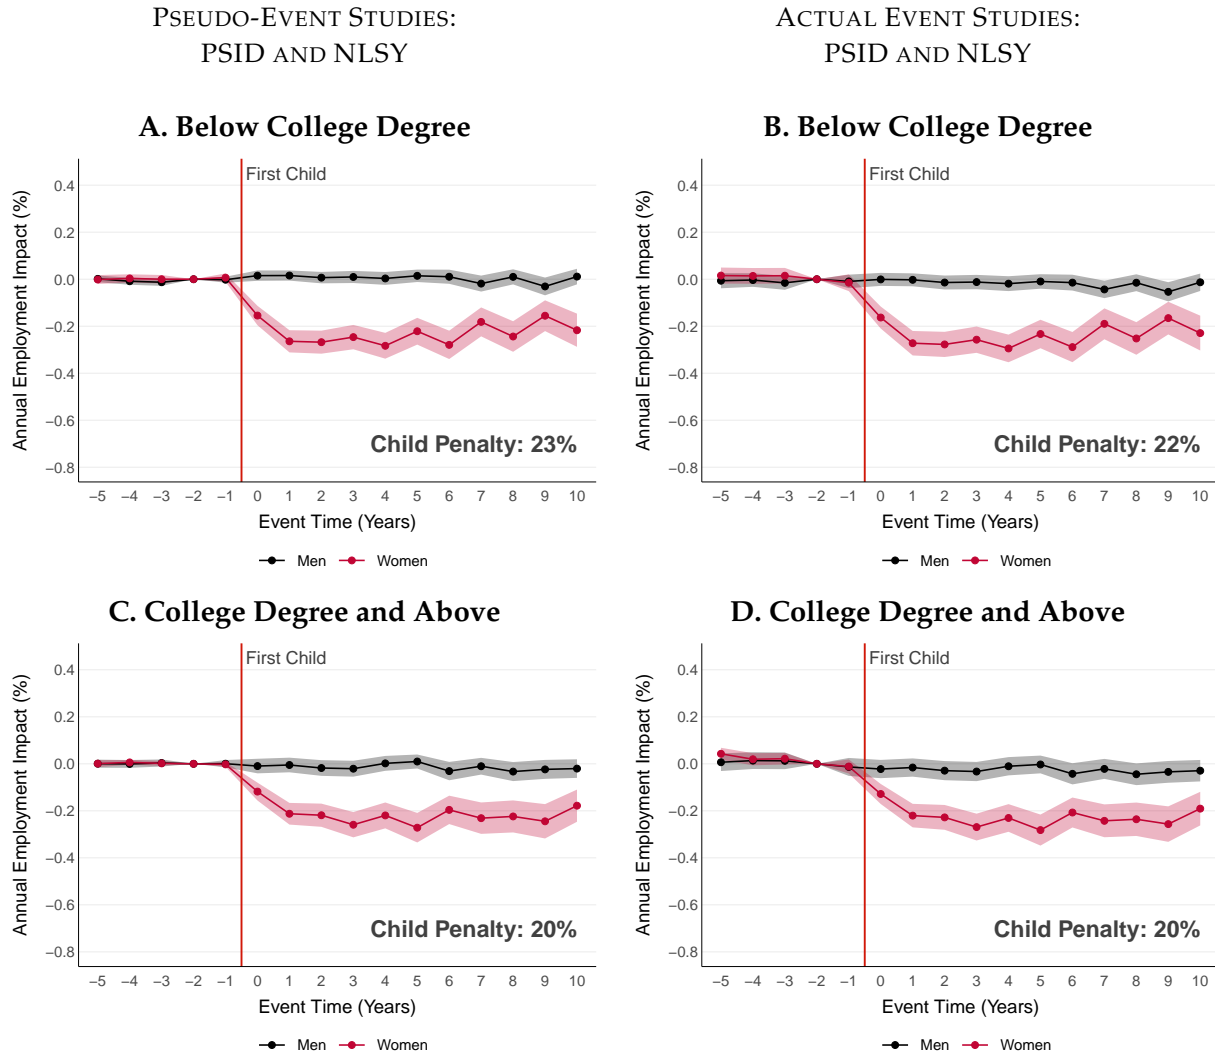 PSEUDO-EVENT STUDIES:
PSID AND NLSY
ACTUAL EVENT STUDIES:
PSID AND NLSY
A. Below College Degree
Annual Employment Impact (%)
0.4
0.2
0.0
−0.2
−0.4
−0.6
−0.8
First Child
Child Penalty: 23%
−5 −4 −3 −2 −1 0 1 2 3 4 5 6 7 8 9 10
Event Time (Years)
Men Women
B. Below College Degree
Annual Employment Impact (%)
0.4
0.2
0.0
−0.2
−0.4
−0.6
−0.8
First Child
Child Penalty: 22%
−5 −4 −3 −2 −1 0 1 2 3 4 5 6 7 8 9 10
Event Time (Years)
Men Women
C. College Degree and Above
Annual Employment Impact (%)
0.4
0.2
0.0
−0.2
−0.4
−0.6
−0.8
First Child
Child Penalty: 20%
−5 −4 −3 −2 −1 0 1 2 3 4 5 6 7 8 9 10
Event Time (Years)
Men Women
D. College Degree and Above
Annual Employment Impact (%)
0.4
0.2
0.0
−0.2
−0.4
−0.6
−0.8
First Child
Child Penalty: 20%
−5 −4 −3 −2 −1 0 1 2 3 4 5 6 7 8 9 10
Event Time (Years)
Men Women